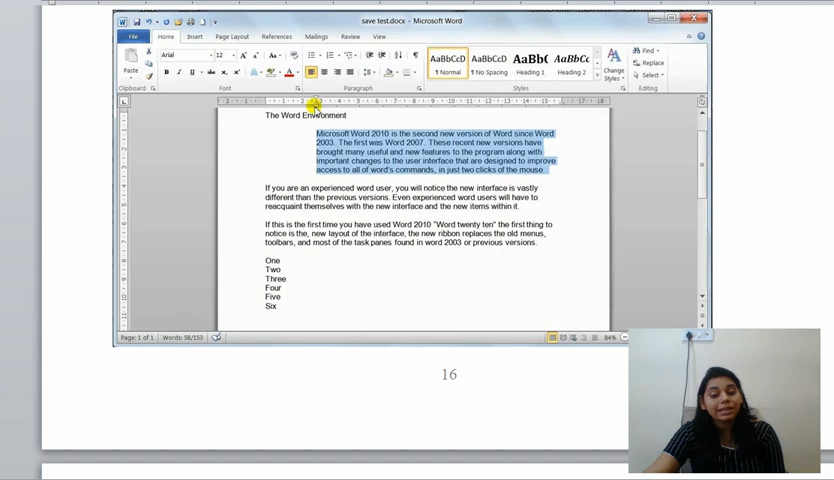 save test.docx - Microsoft Word
File Home Insert Page Layout References Mailings Review View
Paste
Clipboard
Arial 12
Font
Paragraph
AaBbCcD AaBbCcD AaBb( AaBbCc
¶ Normal ¶ No Spacing Heading 1 Heading 2
Change
Styles
Styles
Find
Replace
Select
Editing
The Word Environment
Microsoft Word 2010 is the second new version of Word since Word
2003. The first was Word 2007. These recent new versions have
brought many useful and new features to the program along with
important changes to the user interface that are designed to improve
access to all of word's commands, in just two clicks of the mouse.
If you are an experienced word user, you will notice the new interface is vastly
different than the previous versions. Even experienced word users will have to
reacquaint themselves with the new interface and the new items within it.
If this is the first time you have used Word 2010 "Word twenty ten" the first thing to
notice is the, new layout of the interface, the new ribbon replaces the old menus,
toolbars, and most of the task panes found in word 2003 or previous versions.
One
Two
Three
Four
Five
Six
Page: 1 of 1 Words: 58/153 84%
16